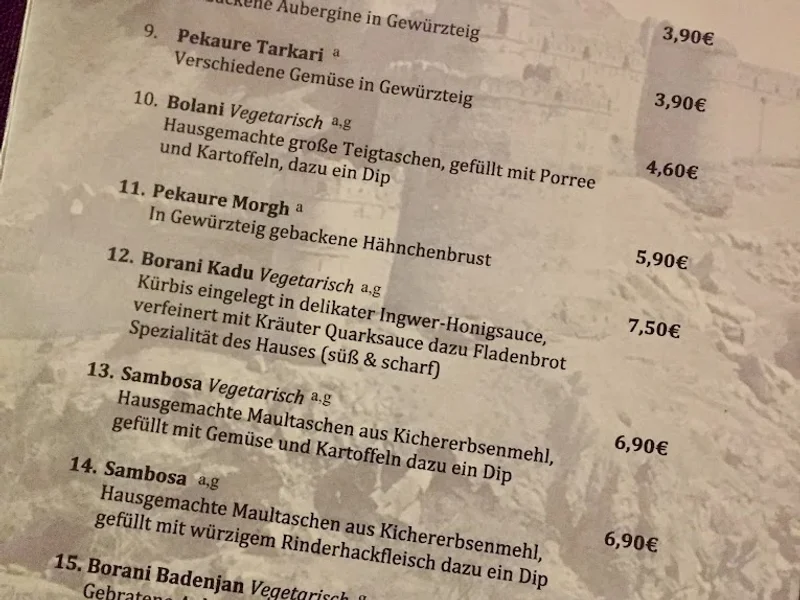 Aubergine in Gewürzteig 3,90€
9. Pekaure Tarkari a
Verschiedene Gemüse in Gewürzteig 3,90€
10. Bolani Vegetarisch a,g
Hausgemachte große Teigtaschen, gefüllt mit Porree 4,60€
und Kartoffeln, dazu ein Dip
11. Pekaure Morgh a
In Gewürzteig gebackene Hähnchenbrust 5,90€
12. Borani Kadu Vegetarisch a,g
Kürbis eingelegt in delikater Ingwer-Honigsauce, 7,50€
verfeinert mit Kräuter Quarksauce dazu Fladenbrot
Spezialität des Hauses (süß & scharf)
13. Sambosa Vegetarisch a,g
Hausgemachte Maultaschen aus Kichererbsenmehl, 6,90€
gefüllt mit Gemüse und Kartoffeln dazu ein Dip
14. Sambosa a,g
Hausgemachte Maultaschen aus Kichererbsenmehl, 6,90€
gefüllt mit würzigem Rinderhackfleisch dazu ein Dip
15. Borani Badenjan Vegetarisch g